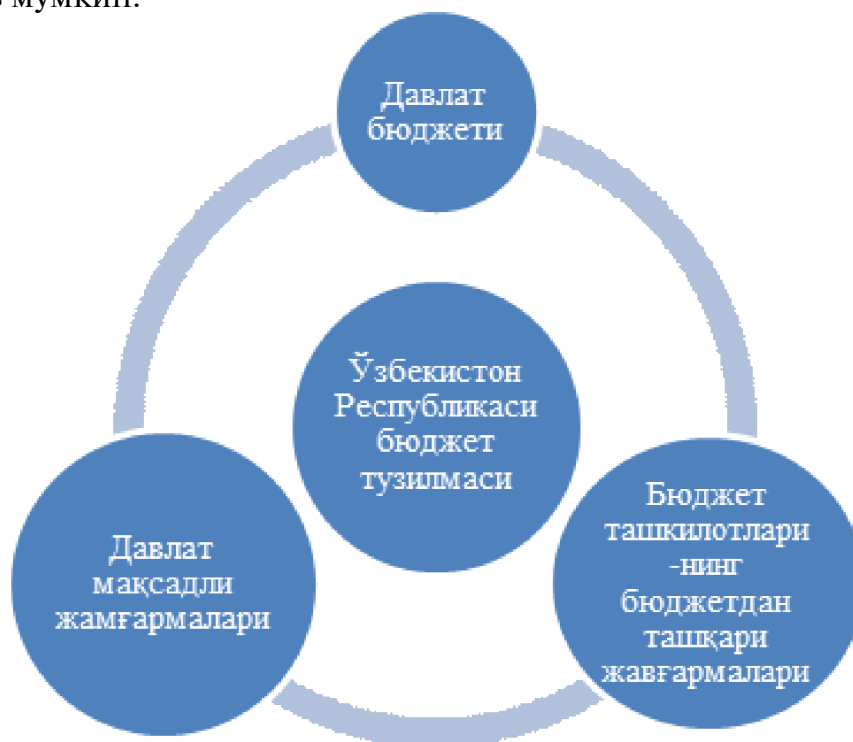 мумкин.
Давлат
бюджети
Ўзбекистон
Республикаси
бюджет
тузилмаси
Давлат
мақсадли
жамғармалари
Бюджет
ташкилотлари
-нинг
бюджетдан
ташқари
жавғармалари